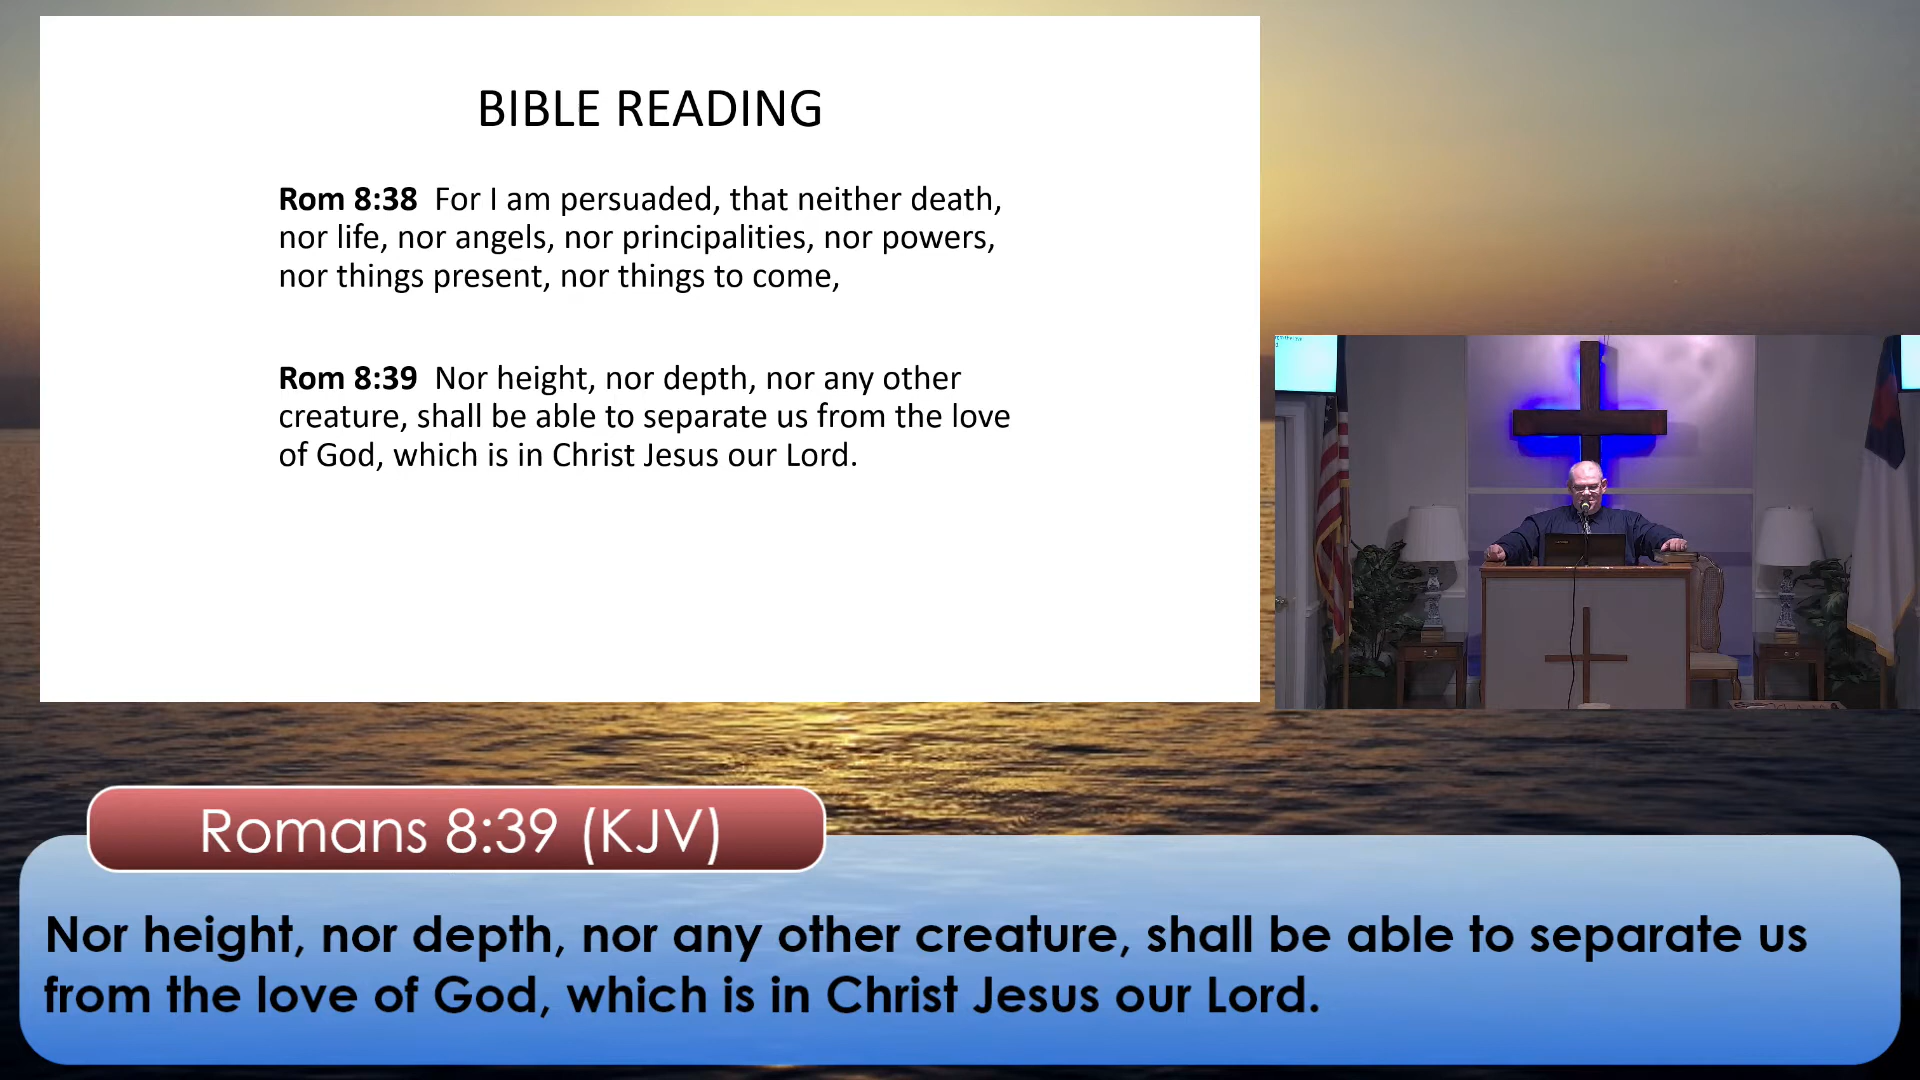 BIBLE READING
Rom 8:38 For I am persuaded, that neither death,
nor life, nor angels, nor principalities, nor powers,
nor things present, nor things to come,
Rom 8:39 Nor height, nor depth, nor any other
creature, shall be able to separate us from the love
of God, which is in Christ Jesus our Lord.
Romans 8:39 (KJV)
Nor height, nor depth, nor any other creature, shall be able to separate us
from the love of God, which is in Christ Jesus our Lord.